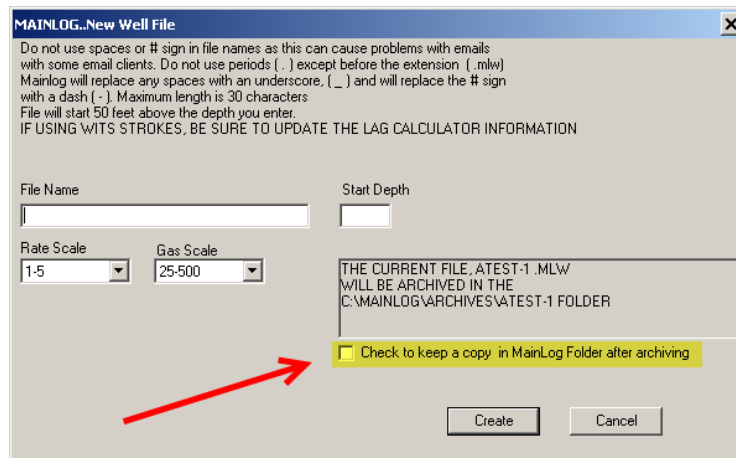 MAINLOG..New Well File
Do not use spaces or # sign in file names as this can cause problems with emails
with some email clients. Do not use periods ( . ) except before the extension ( .mlw)
Mainlog will replace any spaces with an underscore, ( _ ) and will replace the # sign
with a dash ( - ). Maximum length is 30 characters
File will start 50 feet above the depth you enter.
IF USING WITS STROKES, BE SURE TO UPDATE THE LAG CALCULATOR INFORMATION
File Name
Start Depth
Rate Scale
Gas Scale
1-5
25-500
THE CURRENT FILE, ATEST-1 .MLW
WILL BE ARCHIVED IN THE
C:\MAINLOG\ARCHIVES\ATEST-1 FOLDER
Check to keep a copy in MainLog Folder after archiving
Create
Cancel